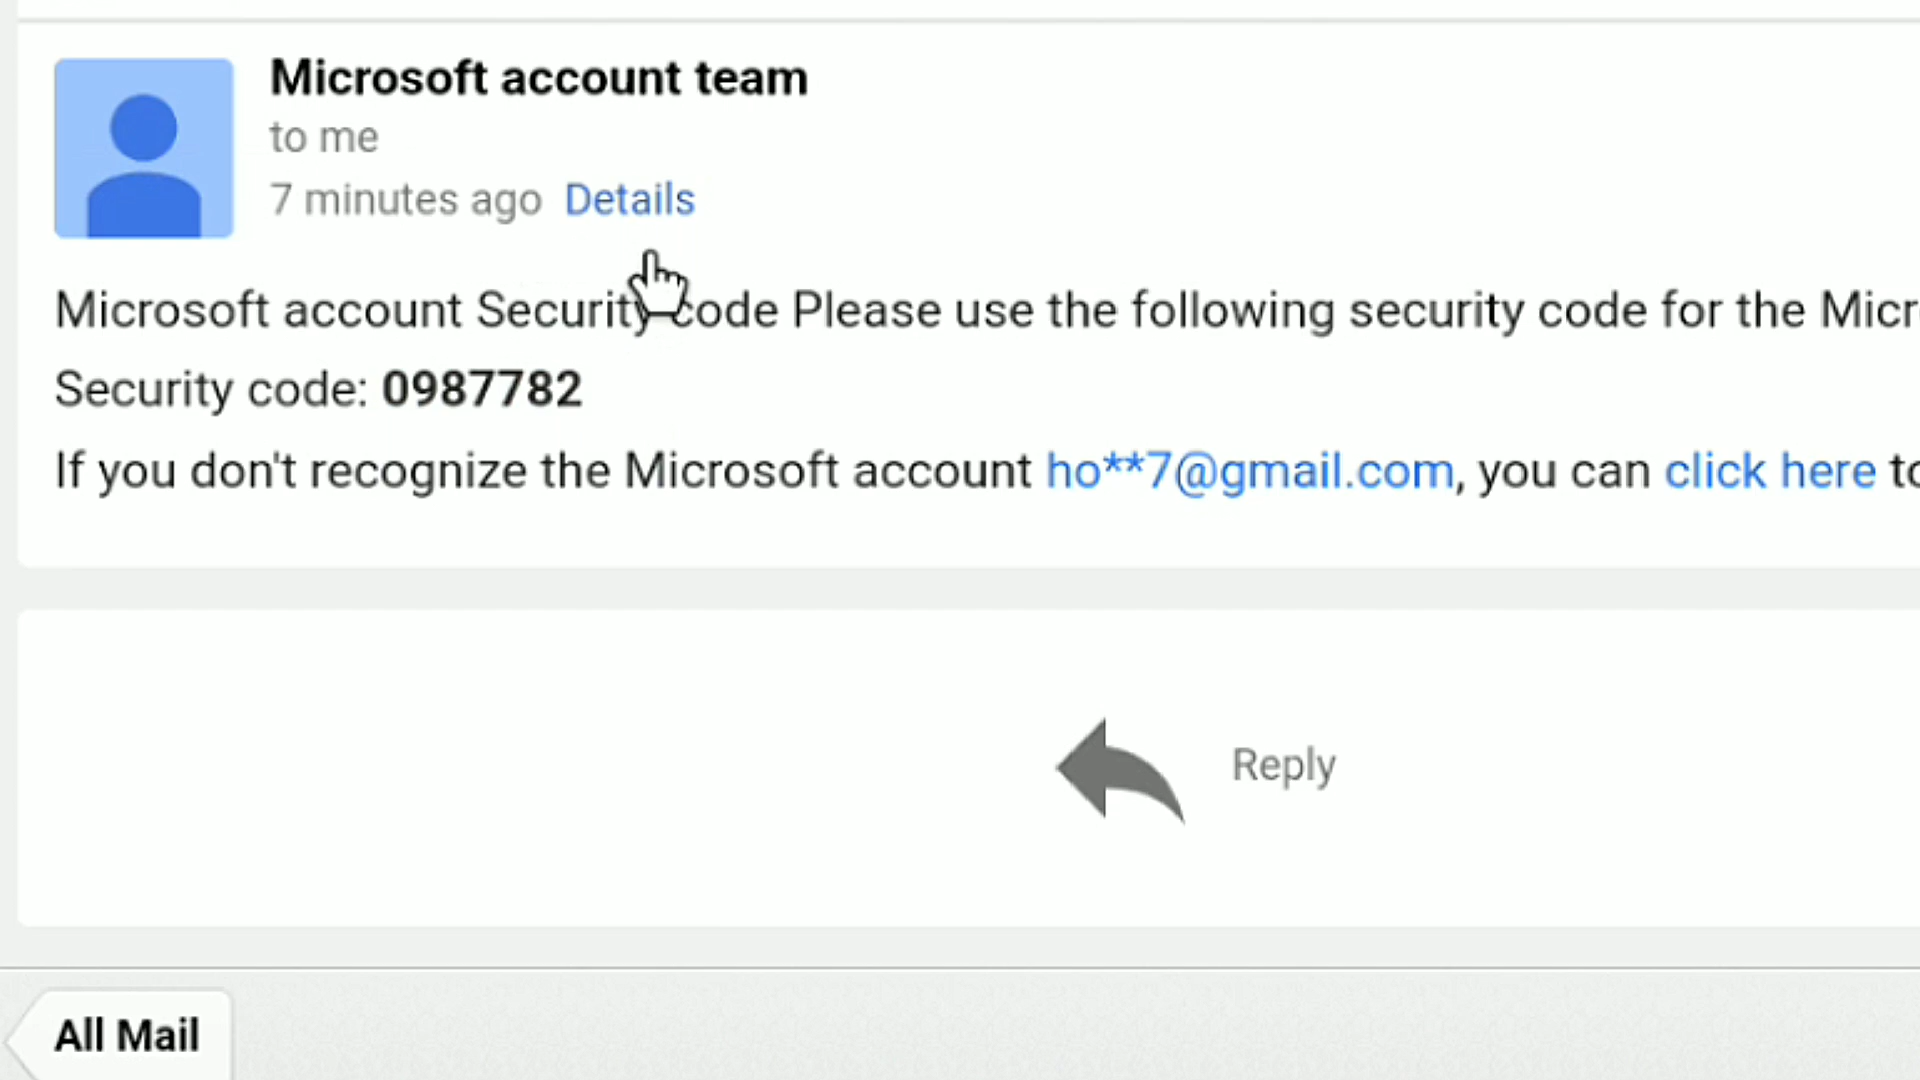 Microsoft account team
to me
7 minutes ago Details
Microsoft account Security code Please use the following security code for the Micr
Security code: 0987782
If you don't recognize the Microsoft account ho**7@gmail.com, you can click here to
Reply
All Mail